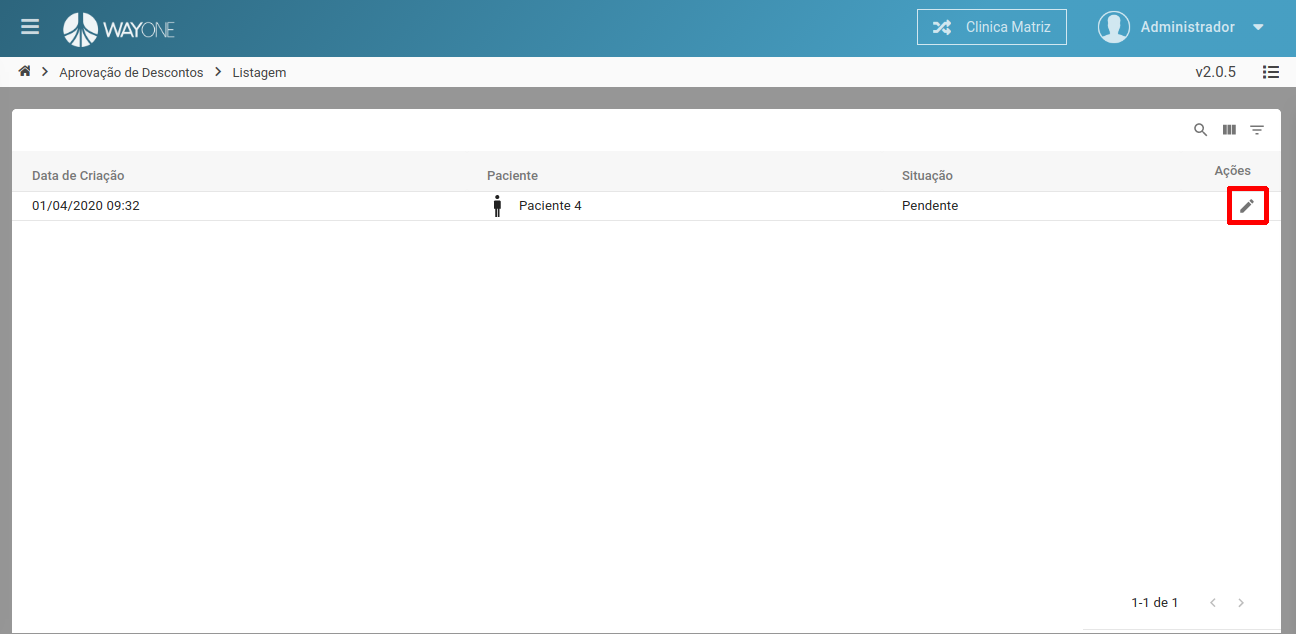 WAYONE
Clinica Matriz
Administrador
Aprovação de Descontos
Listagem
v2.0.5
Data de Criação
Paciente
Situação
Ações
01/04/2020 09:32
Paciente 4
Pendente
1-1 de 1